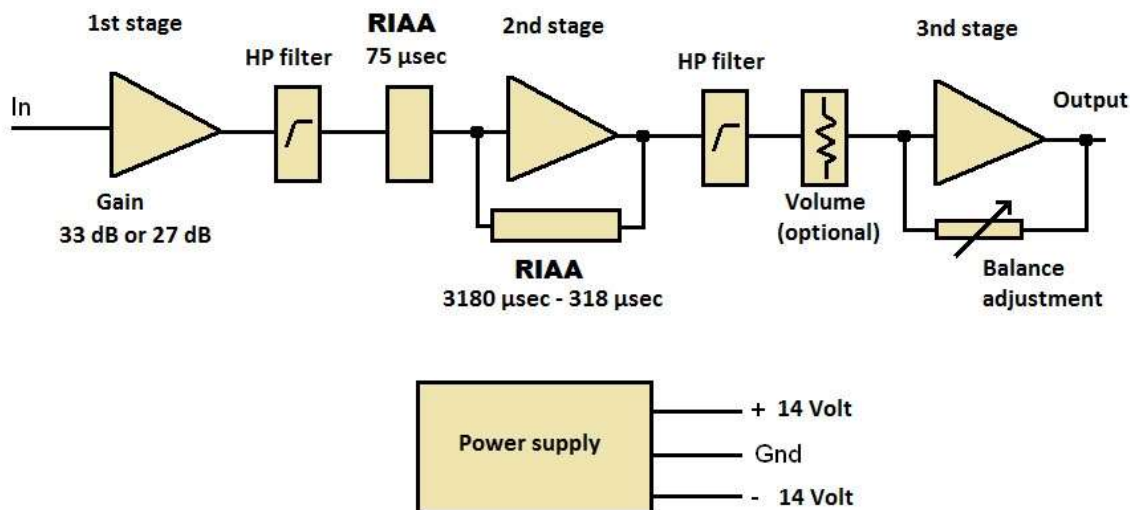 1st stage
HP filter
RIAA
75 µsec
2nd stage
HP filter
3nd stage
In
Output
Gain
33 dB or 27 dB
RIAA
3180 µsec - 318 µsec
Volume
(optional)
Balance
adjustment
Power supply
+ 14 Volt
Gnd
- 14 Volt